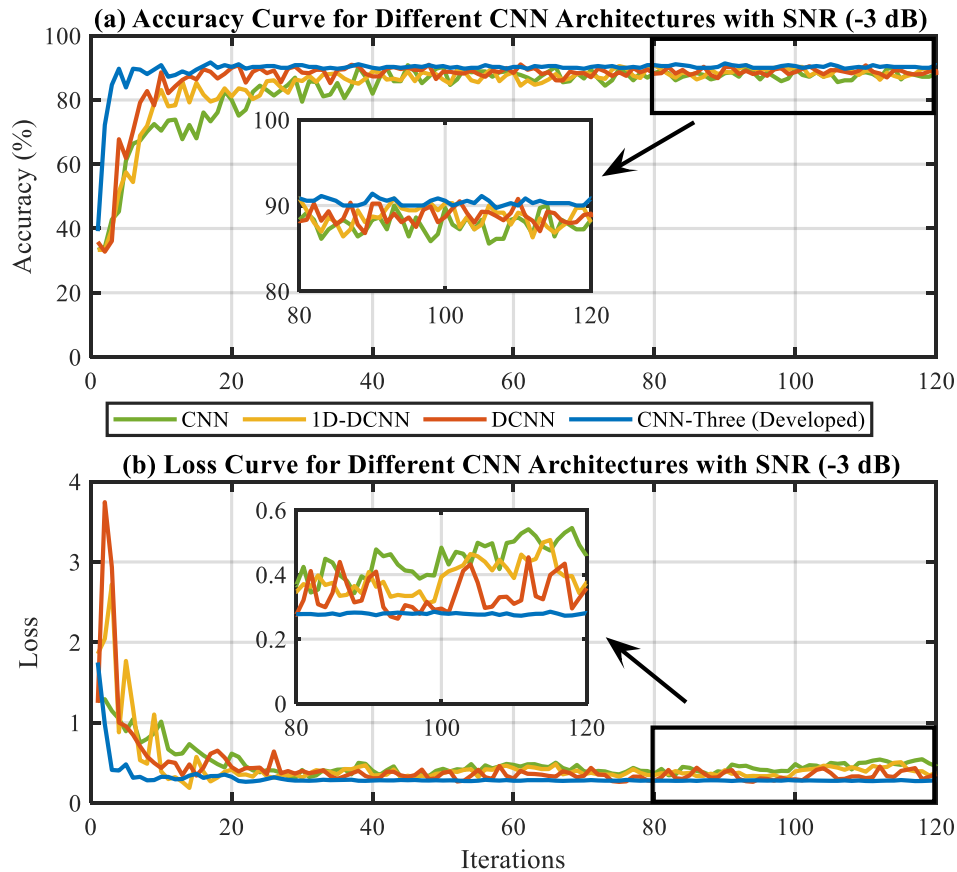 (a) Accuracy Curve for Different CNN Architectures with SNR (-3 dB)
100
80
60
40
20
0
Accuracy (%)
100
90
80
80 100 120
0 20 40 60 80 100 120
CNN 1D-DCNN DCNN CNN-Three (Developed)
(b) Loss Curve for Different CNN Architectures with SNR (-3 dB)
4
3
2
1
0
Loss
0.6
0.4
0.2
0
80 100 120
0 20 40 60 80 100 120
Iterations